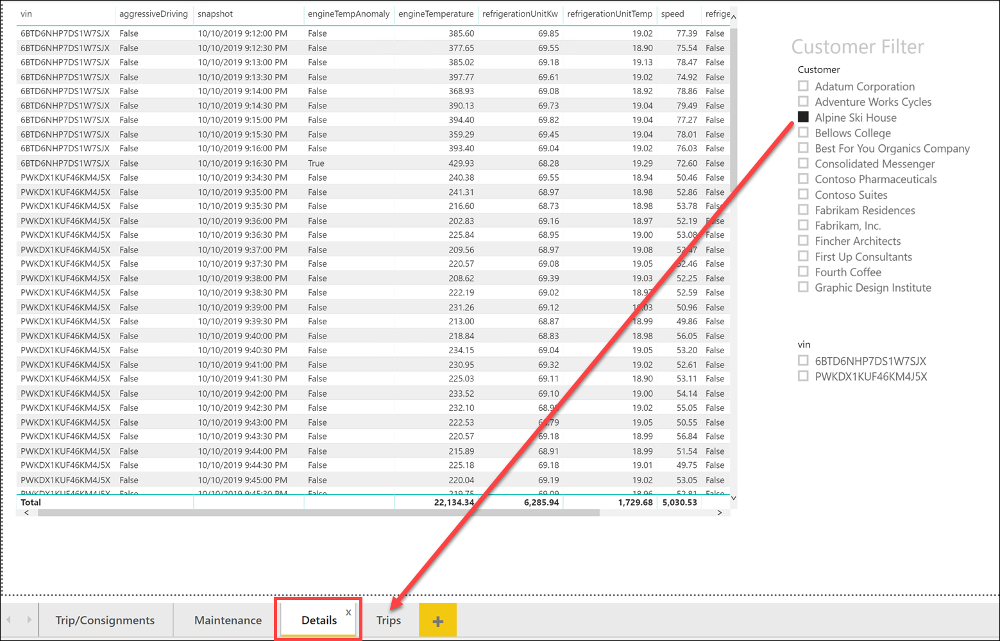 vin aggressiveDriving snapshot engineTempAnomaly engineTemperature refrigerationUnitKw refrigerationUnitTemp speed refrige
6BTD6NHP7DS1W7SJX False 10/10/2019 9:12:00 PM False 385.60 69.85 19.02 77.39 False
6BTD6NHP7DS1W7SJX False 10/10/2019 9:12:30 PM False 377.65 69.55 18.90 75.54 False
6BTD6NHP7DS1W7SJX False 10/10/2019 9:13:00 PM False 385.02 69.18 19.13 78.47 False
6BTD6NHP7DS1W7SJX False 10/10/2019 9:13:30 PM False 397.77 69.61 19.02 74.92 False
6BTD6NHP7DS1W7SJX False 10/10/2019 9:14:00 PM False 368.93 69.08 18.92 78.86 False
6BTD6NHP7DS1W7SJX False 10/10/2019 9:14:30 PM False 390.13 69.73 19.04 79.49 False
6BTD6NHP7DS1W7SJX False 10/10/2019 9:15:00 PM False 394.40 69.82 19.04 77.27 False
6BTD6NHP7DS1W7SJX False 10/10/2019 9:15:30 PM False 359.29 69.45 19.04 78.01 False
6BTD6NHP7DS1W7SJX False 10/10/2019 9:16:00 PM False 393.40 69.04 19.02 76.03 False
6BTD6NHP7DS1W7SJX False 10/10/2019 9:16:30 PM True 429.93 68.28 19.29 72.60 False
PWKDX1KUF46KM4J5X False 10/10/2019 9:34:30 PM False 240.38 69.55 18.94 50.46 False
PWKDX1KUF46KM4J5X False 10/10/2019 9:35:00 PM False 241.31 68.97 18.98 52.86 False
PWKDX1KUF46KM4J5X False 10/10/2019 9:35:30 PM False 216.60 68.73 18.98 53.78 False
PWKDX1KUF46KM4J5X False 10/10/2019 9:36:00 PM False 202.83 69.16 18.97 52.19 False
PWKDX1KUF46KM4J5X False 10/10/2019 9:36:30 PM False 225.84 68.95 19.00 53.08 False
PWKDX1KUF46KM4J5X False 10/10/2019 9:37:00 PM False 209.56 68.97 19.08 52.47 False
PWKDX1KUF46KM4J5X False 10/10/2019 9:37:30 PM False 220.57 69.08 19.05 52.46 False
PWKDX1KUF46KM4J5X False 10/10/2019 9:38:00 PM False 208.62 69.39 19.03 52.25 False
PWKDX1KUF46KM4J5X False 10/10/2019 9:38:30 PM False 222.19 69.02 18.97 52.59 False
PWKDX1KUF46KM4J5X False 10/10/2019 9:39:00 PM False 231.26 69.12 19.03 50.96 False
PWKDX1KUF46KM4J5X False 10/10/2019 9:39:30 PM False 213.00 68.87 18.99 49.86 False
PWKDX1KUF46KM4J5X False 10/10/2019 9:40:00 PM False 218.84 68.83 18.98 56.05 False
PWKDX1KUF46KM4J5X False 10/10/2019 9:40:30 PM False 234.15 69.04 19.05 53.20 False
PWKDX1KUF46KM4J5X False 10/10/2019 9:41:00 PM False 230.95 69.32 19.02 52.61 False
PWKDX1KUF46KM4J5X False 10/10/2019 9:41:30 PM False 225.03 69.11 18.90 53.11 False
PWKDX1KUF46KM4J5X False 10/10/2019 9:42:00 PM False 233.52 69.10 19.00 54.14 False
PWKDX1KUF46KM4J5X False 10/10/2019 9:42:30 PM False 232.10 19.02 55.05 False
PWKDX1KUF46KM4J5X False 10/10/2019 9:43:00 PM False 222.53 19.05 50.55 False
PWKDX1KUF46KM4J5X False 10/10/2019 9:43:30 PM False 220.57 69.18 18.99 56.84 False
PWKDX1KUF46KM4J5X False 10/10/2019 9:44:00 PM False 215.89 68.91 18.99 51.54 False
PWKDX1KUF46KM4J5X False 10/10/2019 9:44:30 PM False 225.18 69.18 19.01 49.75 False
PWKDX1KUF46KM4J5X False 10/10/2019 9:45:00 PM False 220.04 69.19 19.02 53.05 False
PWKDX1KUF46KM4J5X False 10/10/2019 9:45:30 PM False 219.75 69.09 18.96 52.81 False
Total 22,134.34 6,285.94 1,729.68 5,030.53
Customer Filter
Customer
Adatum Corporation
Adventure Works Cycles
Alpine Ski House
Bellows College
Best For You Organics Company
Consolidated Messenger
Contoso Pharmaceuticals
Contoso Suites
Fabrikam Residences
Fabrikam, Inc.
Fincher Architects
First Up Consultants
Fourth Coffee
Graphic Design Institute
vin
6BTD6NHP7DS1W7SJX
PWKDX1KUF46KM4J5X
Trip/Consignments Maintenance Details x Trips +